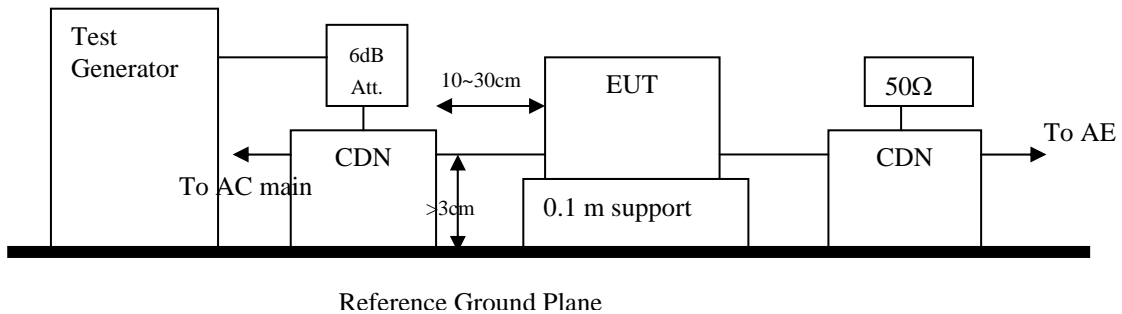 Test
Generator
6dB
Att.
10~30cm
EUT
50Ω
To AE
CDN
CDN
To AC main
>3cm
0.1 m support
Reference Ground Plane